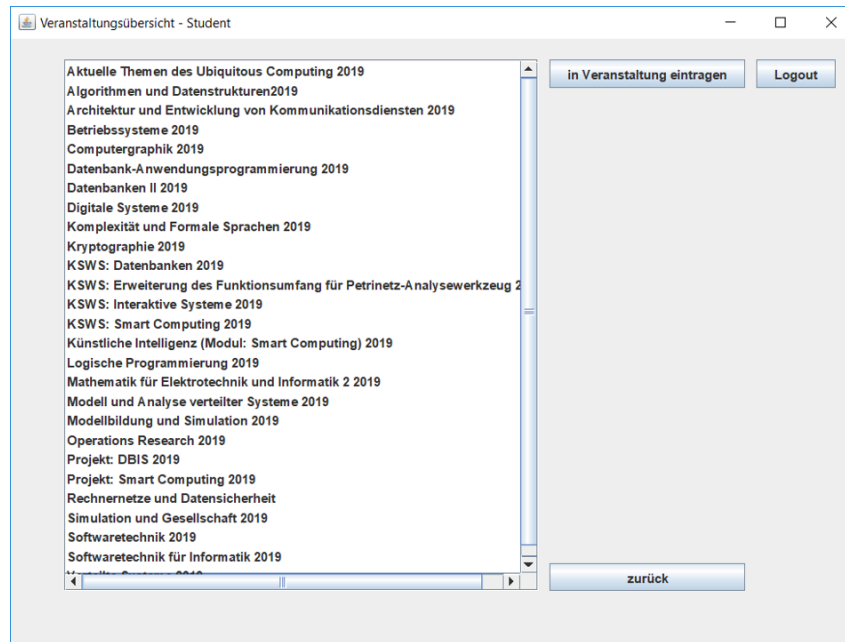 Veranstaltungsübersicht - Student
Aktuelle Themen des Ubiquitous Computing 2019
Algorithmen und Datenstrukturen2019
Architektur und Entwicklung von Kommunikationsdiensten 2019
Betriebssysteme 2019
Computergraphik 2019
Datenbank-Anwendungsprogrammierung 2019
Datenbanken II 2019
Digitale Systeme 2019
Komplexität und Formale Sprachen 2019
Kryptographie 2019
KSWS: Datenbanken 2019
KSWS: Erweiterung des Funktionsumfang für Petrinetz-Analysewerkzeug 2
KSWS: Interaktive Systeme 2019
KSWS: Smart Computing 2019
Künstliche Intelligenz (Modul: Smart Computing) 2019
Logische Programmierung 2019
Mathematik für Elektrotechnik und Informatik 2 2019
Modell und Analyse verteilter Systeme 2019
Modellbildung und Simulation 2019
Operations Research 2019
Projekt: DBIS 2019
Projekt: Smart Computing 2019
Rechnernetze und Datensicherheit
Simulation und Gesellschaft 2019
Softwaretechnik 2019
Softwaretechnik für Informatik 2019
in Veranstaltung eintragen
Logout
zurück